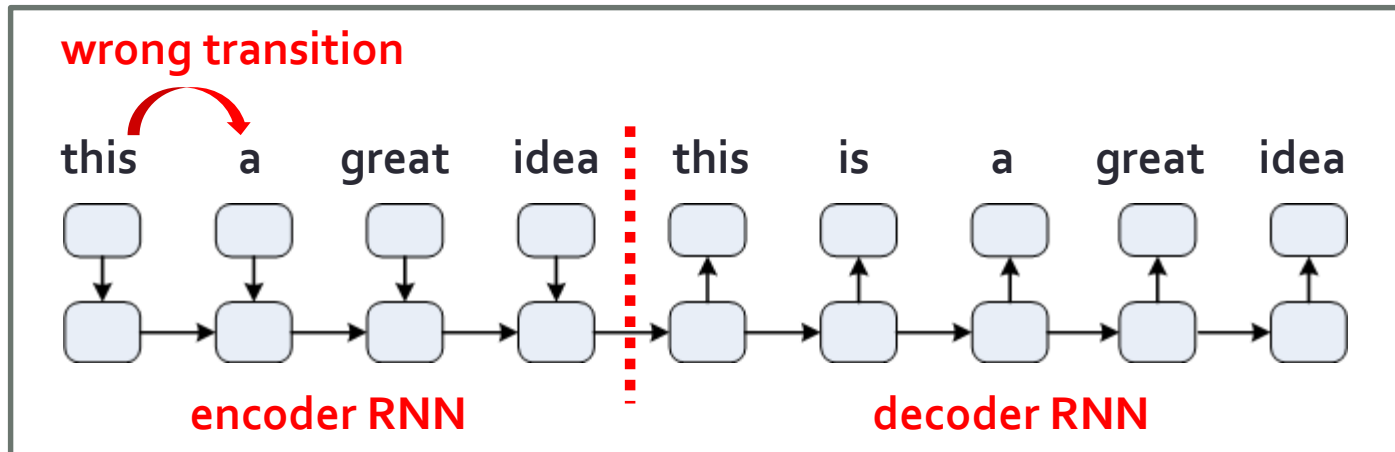 wrong transition
this a great idea this is a great idea
encoder RNN decoder RNN